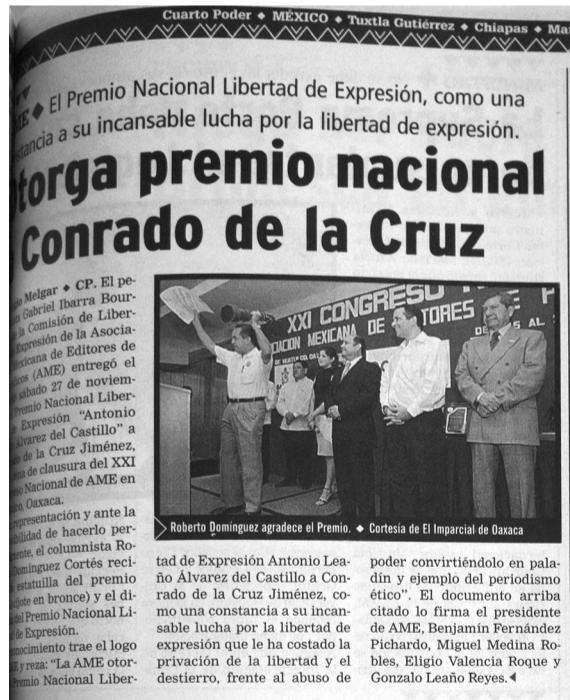 Cuarto Poder ◆ MÉXICO ◆ Tuxtla Gutiérrez ◆ Chiapas ◆
◆ El Premio Nacional Libertad de Expresión, como una
a su incansable lucha por la libertad de expresión.
torga premio nacional
Conrado de la Cruz
Melgar ◆ CP. El pe-
Gabriel Ibarra Bour-
la Comisión de Liber-
Expresión de la Asocia-
xicana de Editores de
(AME) entregó el
sábado 27 de noviem-
Premio Nacional Liber-
Expresión "Antonio
Álvarez del Castillo" a
de la Cruz Jiménez,
de clausura del XXI
Nacional de AME en
Oaxaca.
representación y ante la
bilidad de hacerlo per-
mente, el columnista Ro-
Domínguez Cortés reci-
estatuilla del premio
en bronce) y el di-
del Premio Nacional Li-
de Expresión.
nocimiento trae el logo
y reza: "La AME otor-
Premio Nacional Liber-
XXI CONGRESO
CIACION MEXICANA DE TORES
DE AL
Roberto Domínguez agradece el Premio. ◆ Cortesía de El Imparcial de Oaxaca
tad de Expresión Antonio Lea-
ño Álvarez del Castillo a Con-
rado de la Cruz Jiménez, co-
mo una constancia a su incan-
sable lucha por la libertad de
expresión que le ha costado la
privación de la libertad y el
destierro, frente al abuso de
poder convirtiéndolo en pala-
dín y ejemplo del periodismo
ético". El documento arriba
citado lo firma el presidente
de AME, Benjamín Fernández
Pichardo, Miguel Medina Ro-
bles, Eligio Valencia Roque y
Gonzalo Leaño Reyes.